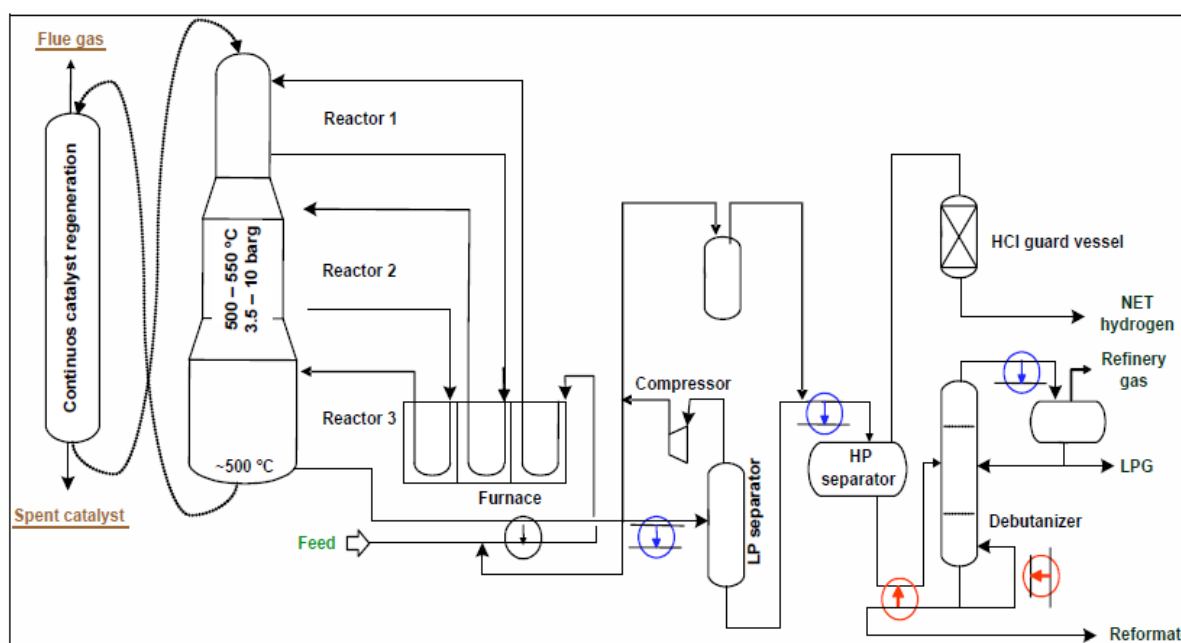 Flue gas
Continuos catalyst regeneration
Spent catalyst
500 – 550 °C
3.5 – 10 barg
~500 °C
Reactor 1
Reactor 2
Reactor 3
Furnace
Feed
Compressor
LP separator
HP
separator
HCl guard vessel
NET
hydrogen
Refinery
gas
LPG
Debutanizer
Reformat